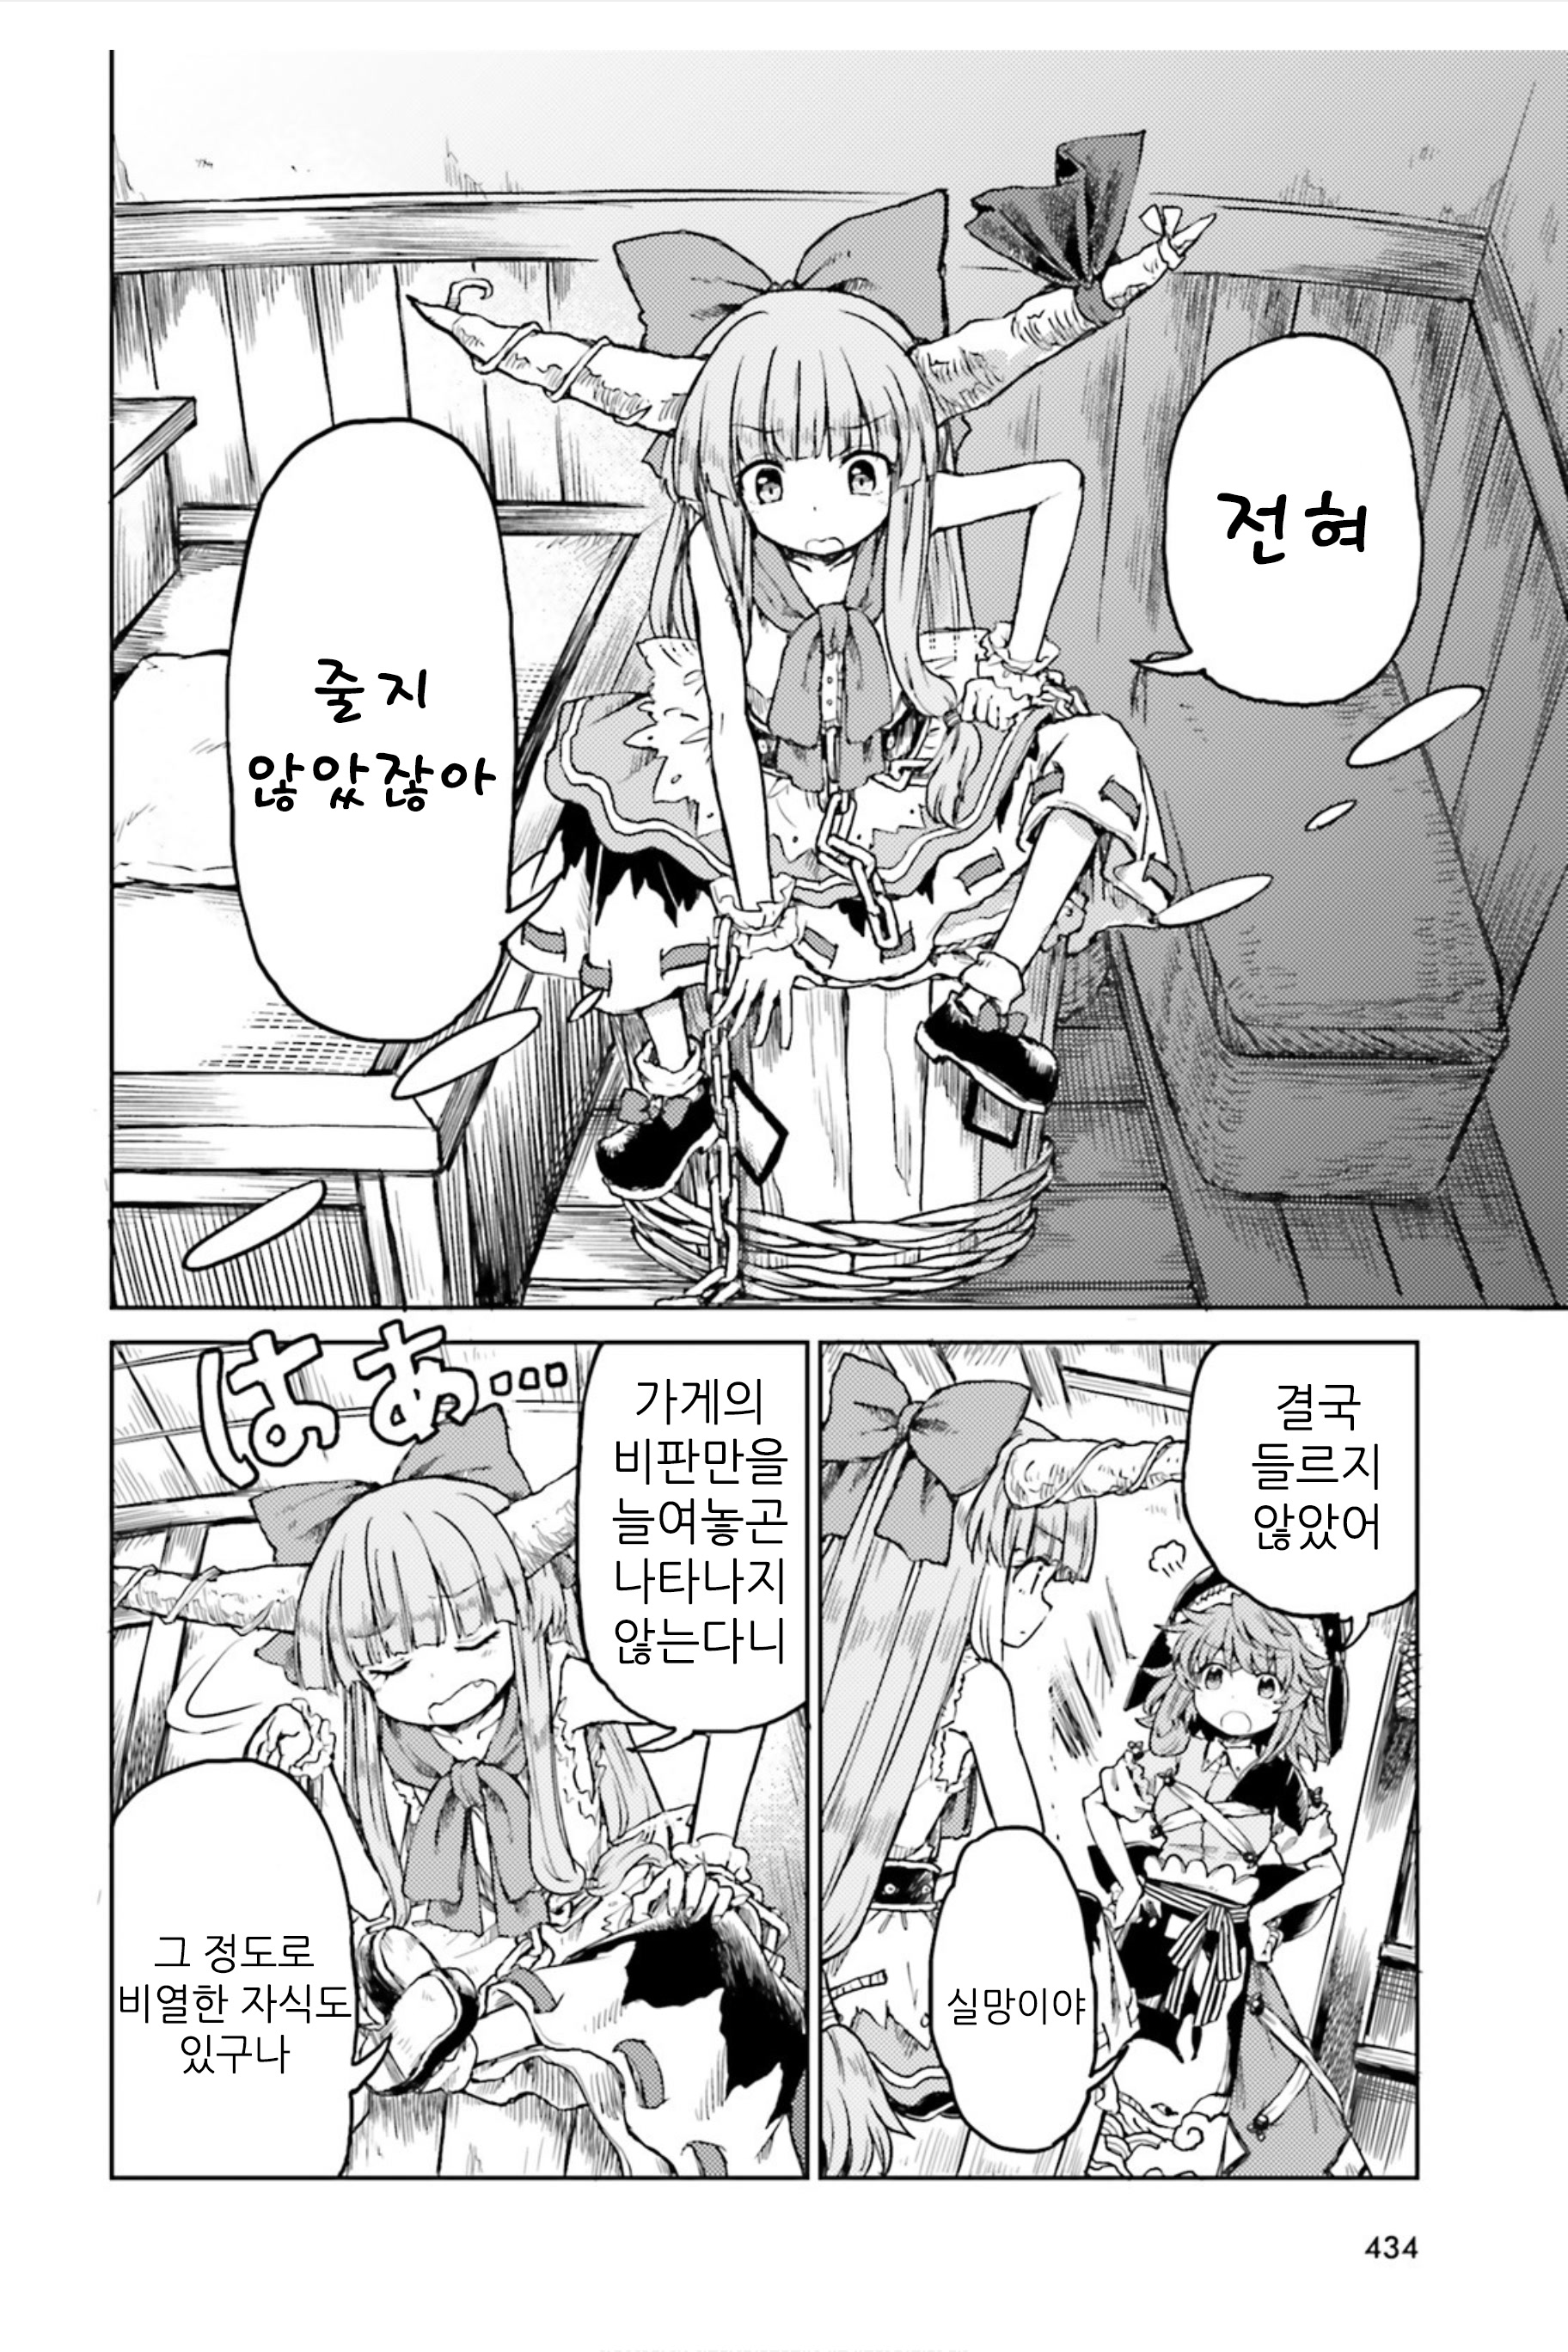 전혀
줄지
않았잖아
결국
들르지
않았어
실망이야
가게의
비판만을
늘여놓곤
나타나지
않는다니
はあ…
그 정도로
비열한 자식도
있구나
434